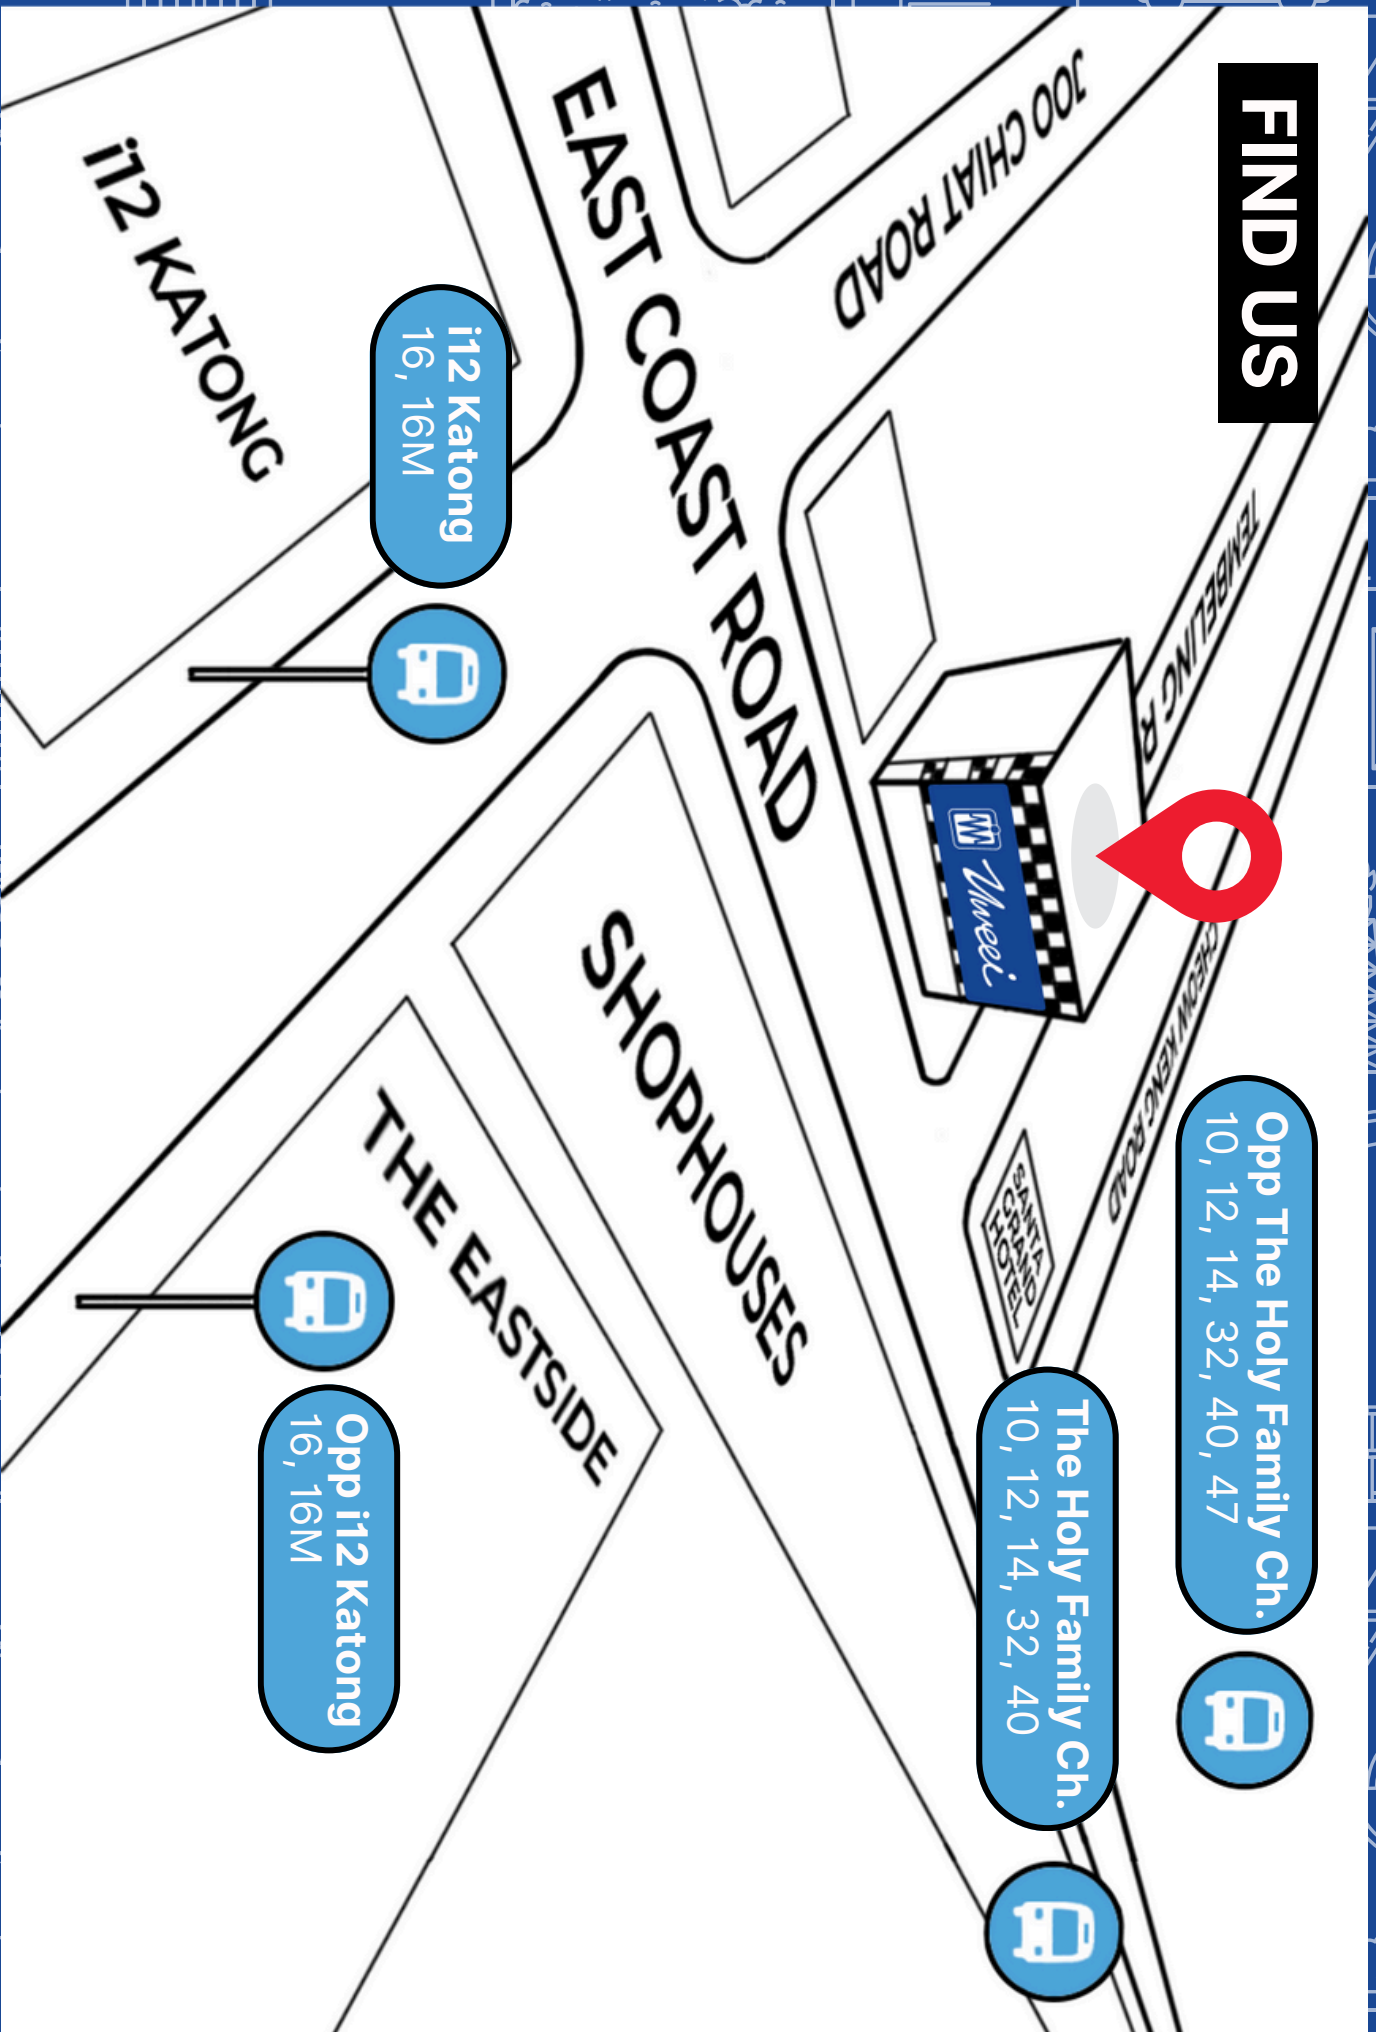 FIND US
JOO CHIAT ROAD
TEMBELING R
CHEOW KENG ROAD
Opp The Holy Family Ch.
10, 12, 14, 32, 40, 47
The Holy Family Ch.
10, 12, 14, 32, 40
SANTA
GRAND
HOTEL
Uweei
EAST COAST ROAD
SHOPHOUSES
i12 Katong
16, 16M
i12 KATONG
THE EASTSIDE
Opp i12 Katong
16, 16M